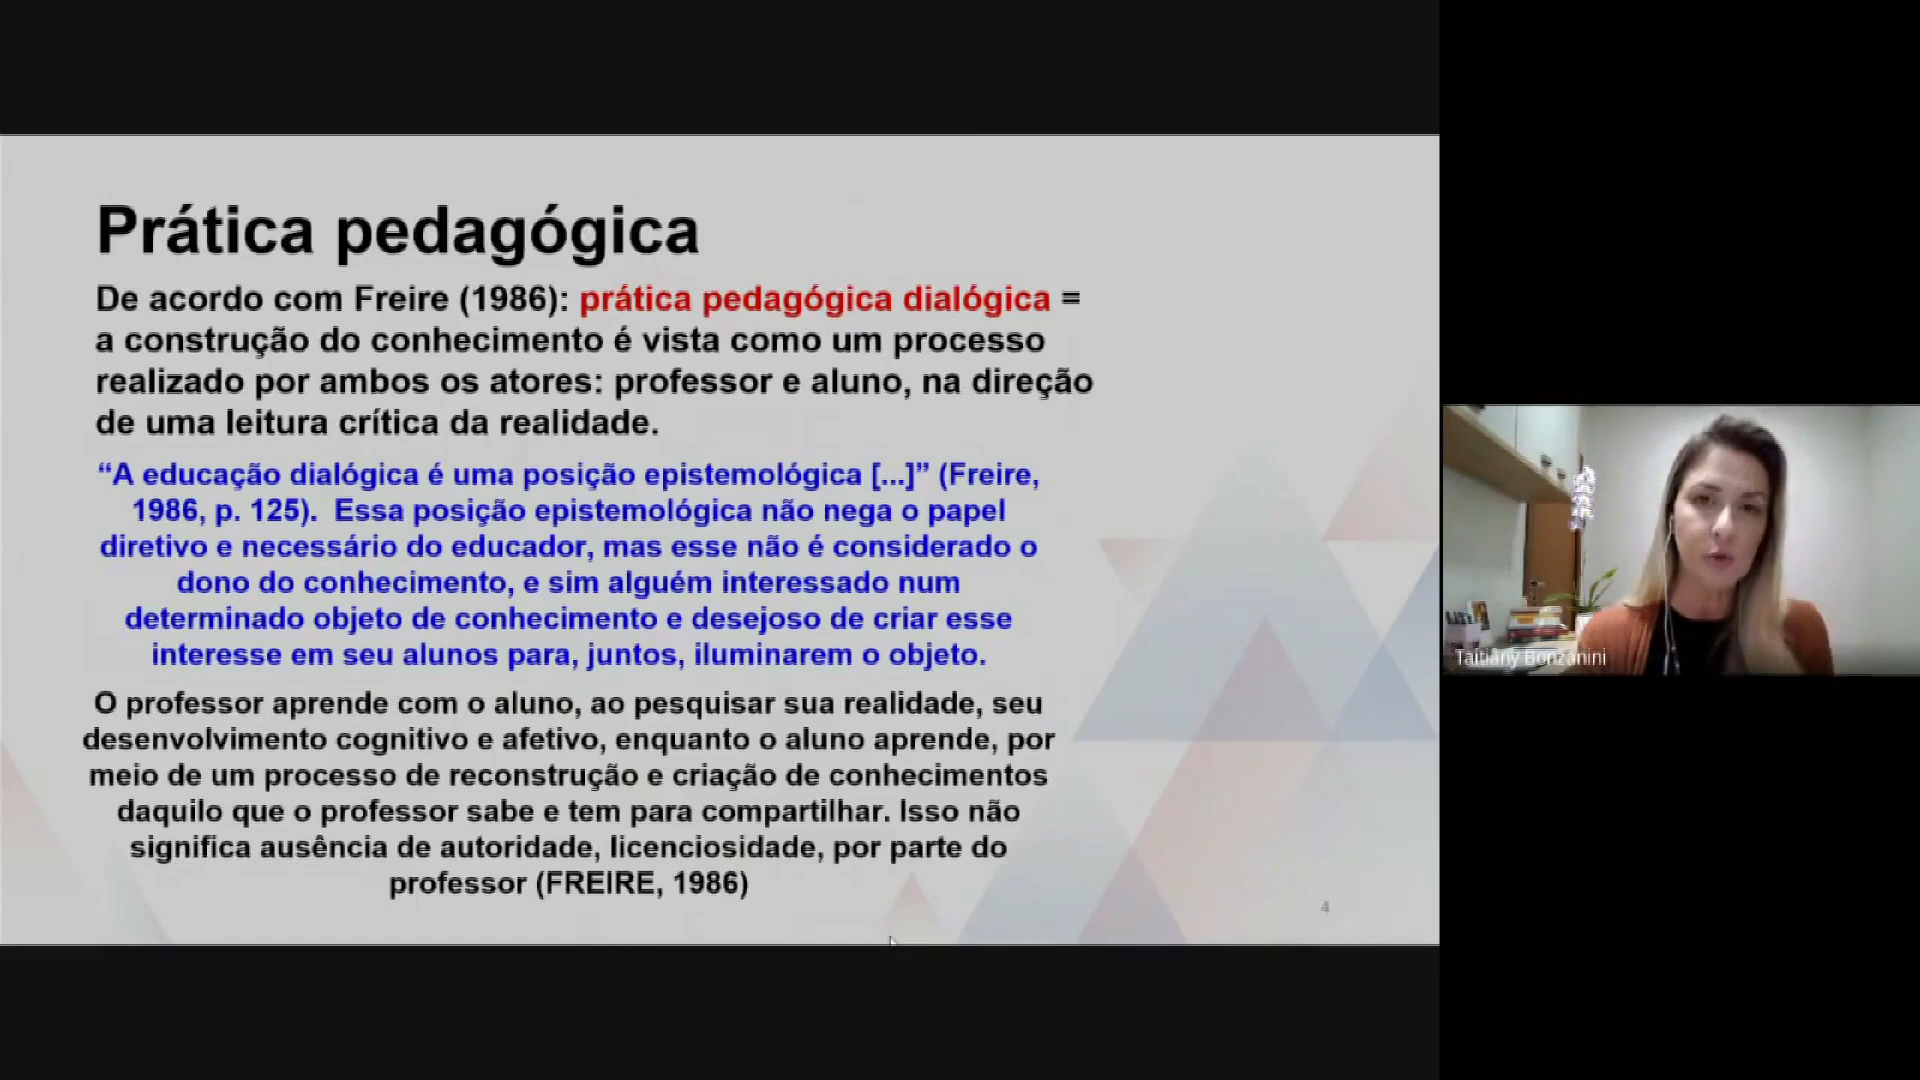 Prática pedagógica
De acordo com Freire (1986): prática pedagógica dialógica =
a construção do conhecimento é vista como um processo
realizado por ambos os atores: professor e aluno, na direção
de uma leitura crítica da realidade.
“A educação dialógica é uma posição epistemológica [...]” (Freire,
1986, p. 125). Essa posição epistemológica não nega o papel
diretivo e necessário do educador, mas esse não é considerado o
dono do conhecimento, e sim alguém interessado num
determinado objeto de conhecimento e desejoso de criar esse
interesse em seu alunos para, juntos, iluminarem o objeto.
O professor aprende com o aluno, ao pesquisar sua realidade, seu
desenvolvimento cognitivo e afetivo, enquanto o aluno aprende, por
meio de um processo de reconstrução e criação de conhecimentos
daquilo que o professor sabe e tem para compartilhar. Isso não
significa ausência de autoridade, licenciosidade, por parte do
professor (FREIRE, 1986)
4
Taitiâny Bonzanini